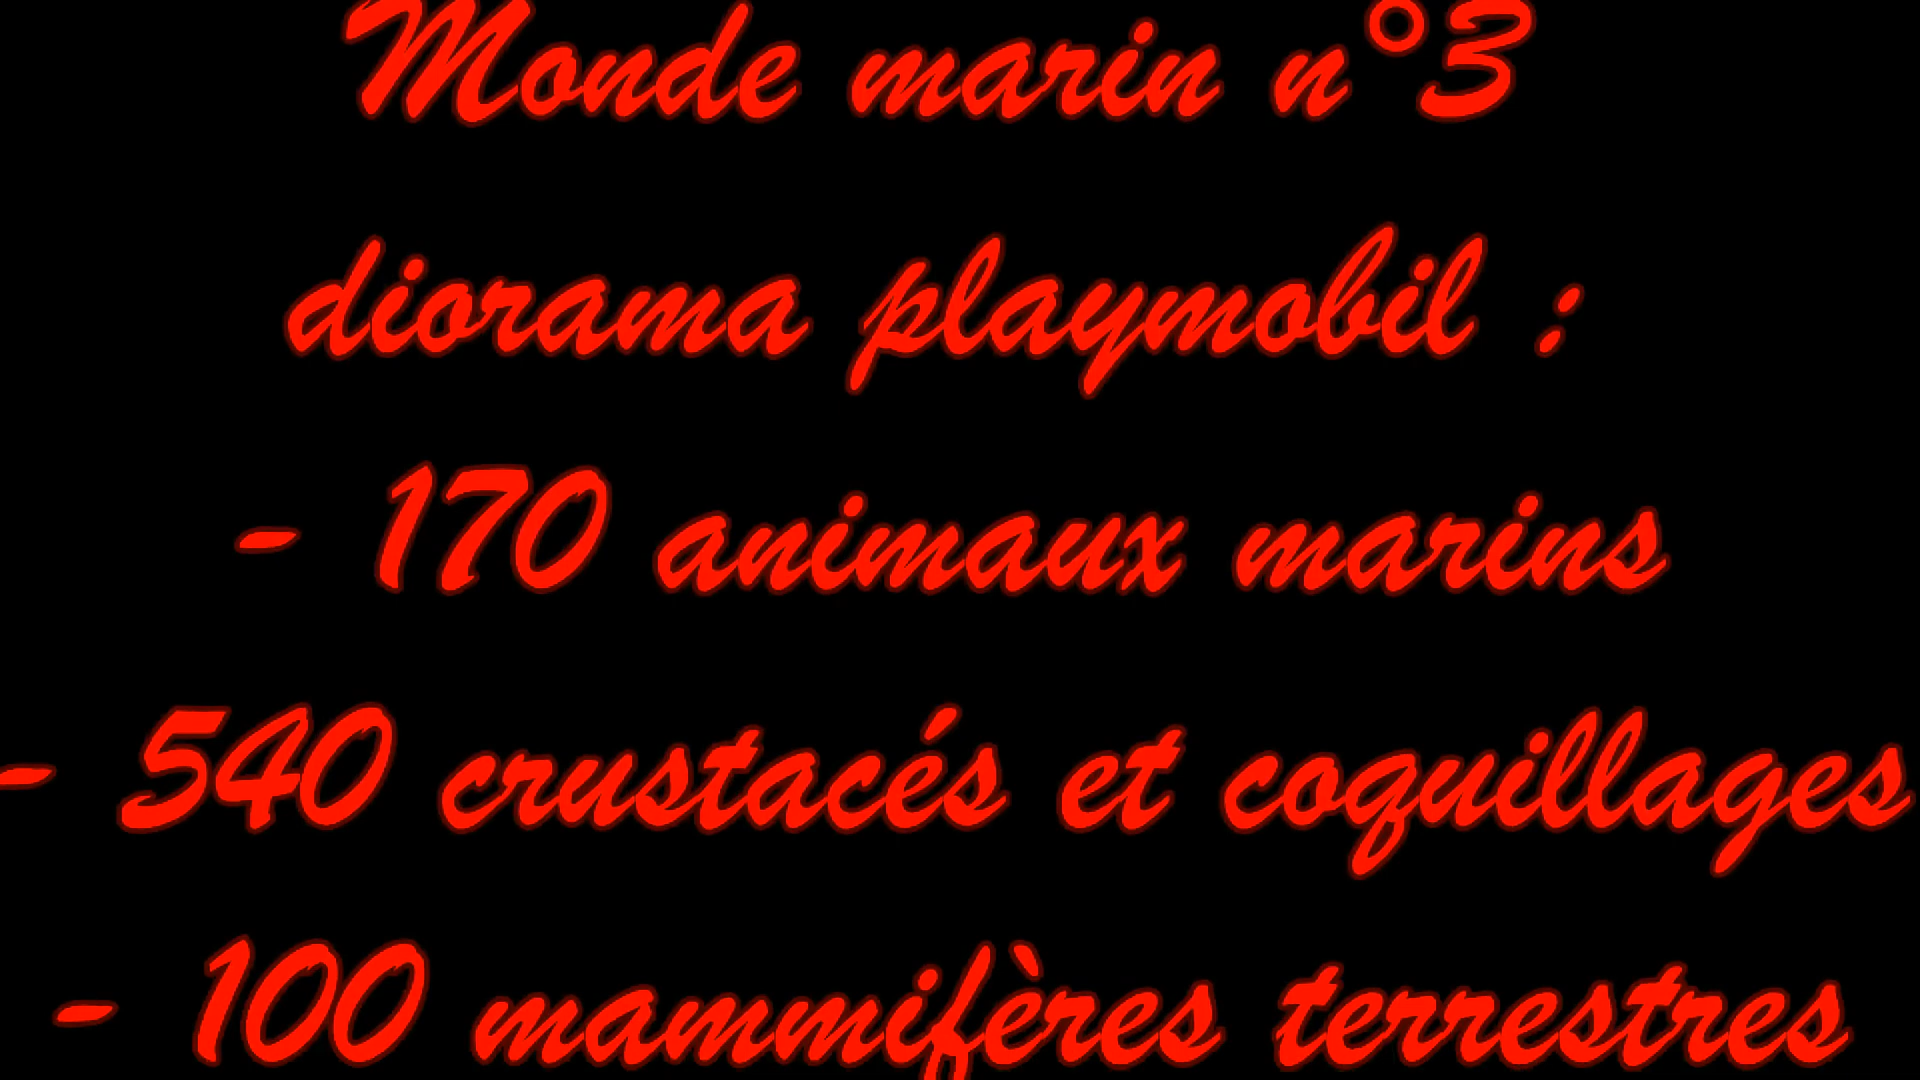 Monde marin n°3
diorama playmobil :
- 170 animaux marins
- 540 crustacés et coquillages
- 100 mammifères terrestres